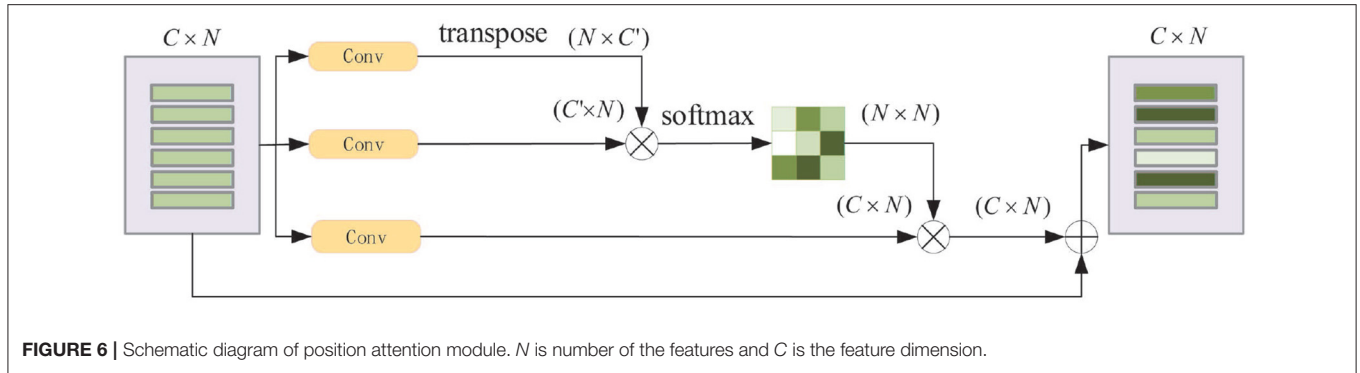 C × N
transpose (N × C')
C × N
Conv
(C'×N)
softmax
(N × N)
Conv
(C × N)
(C × N)
Conv
FIGURE 6 | Schematic diagram of position attention module. N is number of the features and C is the feature dimension.